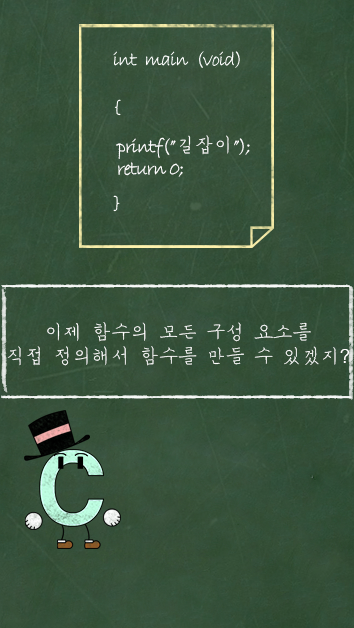 int main (void)
{
printf("길잡이");
return 0;
}
이제 함수의 모든 구성 요소를
직접 정의해서 함수를 만들 수 있겠지?
C